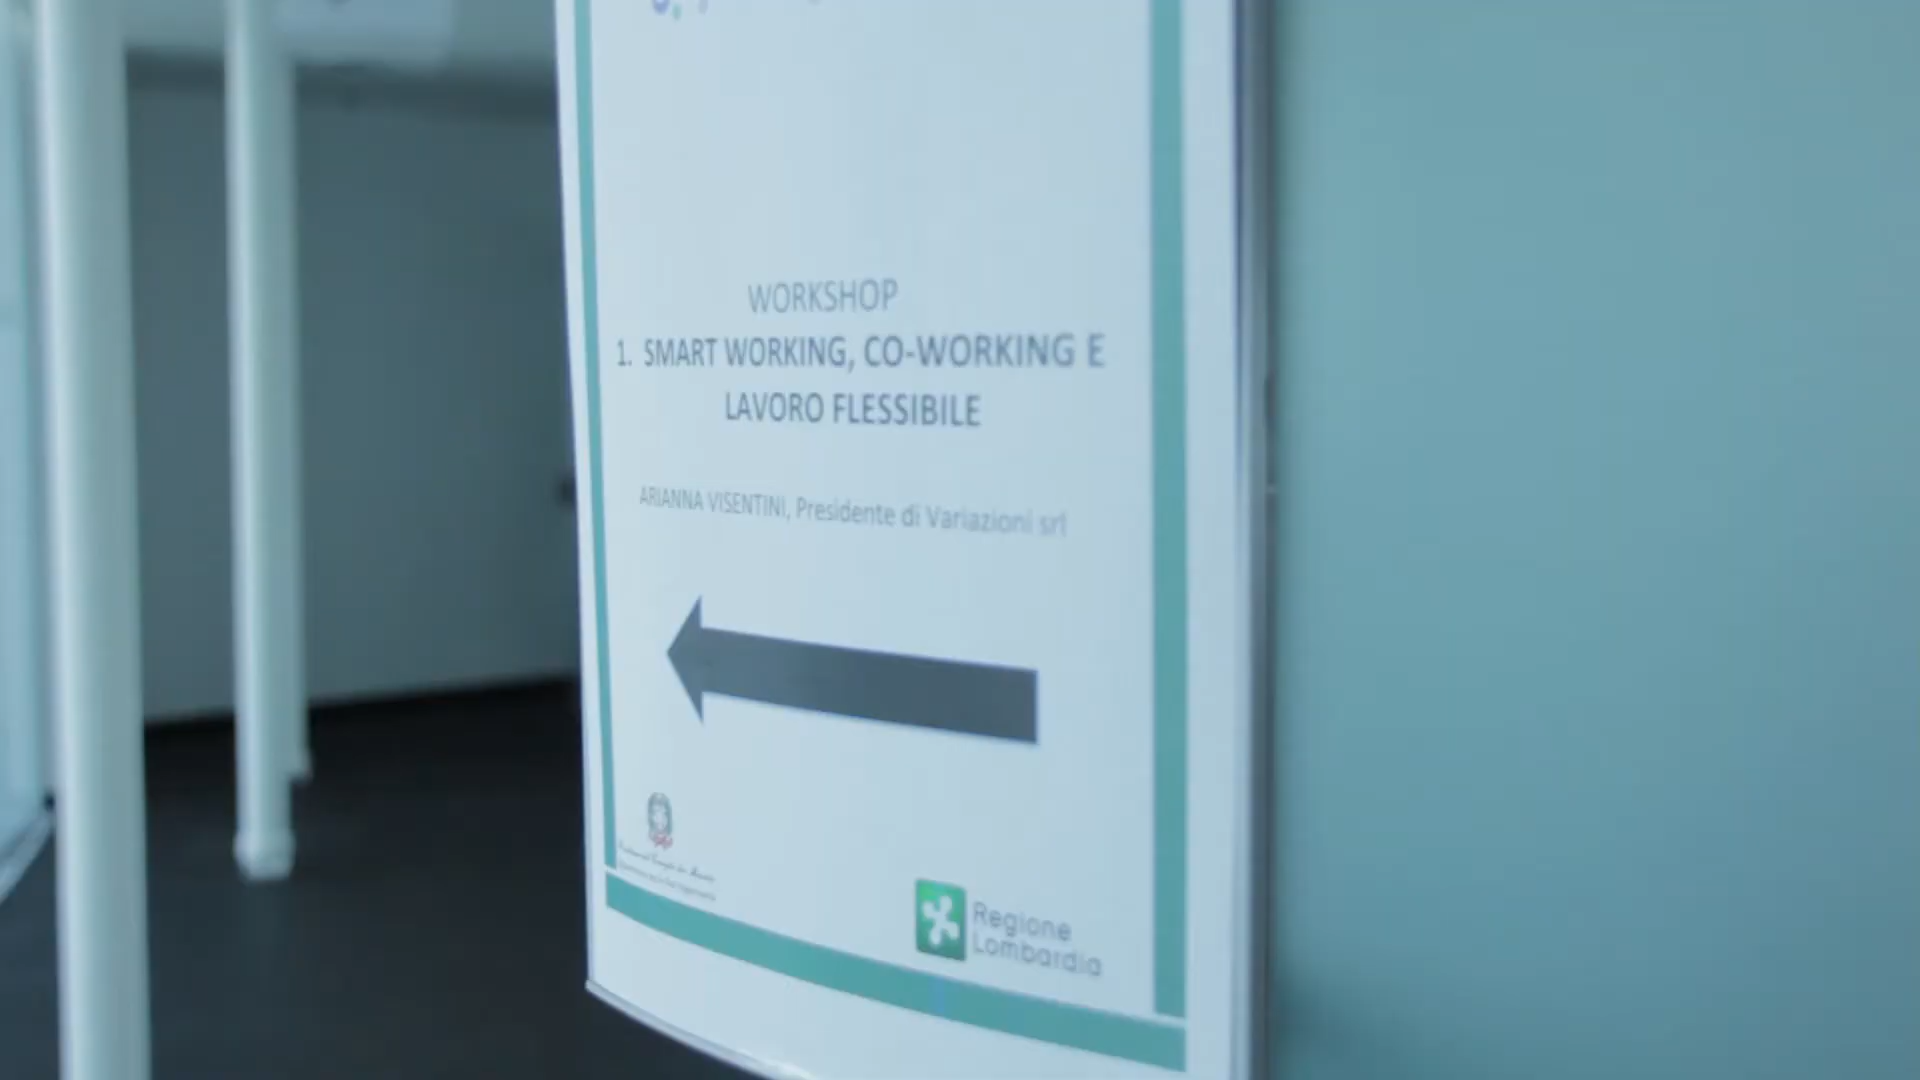 WORKSHOP
1. SMART WORKING, CO-WORKING E
LAVORO FLESSIBILE
ARIANNA VISENTINI, Presidente di Variazioni srl
Regione
Lombardia